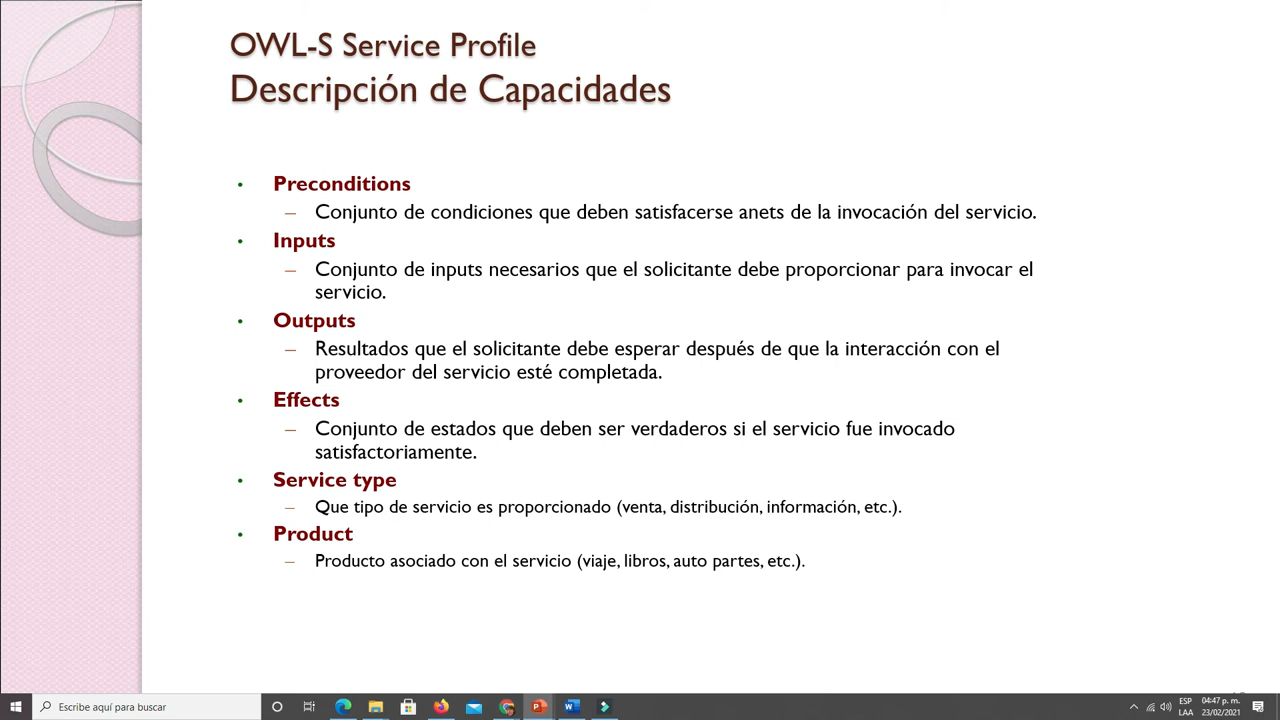 OWL-S Service Profile
Descripción de Capacidades
• Preconditions
– Conjunto de condiciones que deben satisfacerse anets de la invocación del servicio.
• Inputs
– Conjunto de inputs necesarios que el solicitante debe proporcionar para invocar el
servicio.
• Outputs
– Resultados que el solicitante debe esperar después de que la interacción con el
proveedor del servicio esté completada.
• Effects
– Conjunto de estados que deben ser verdaderos si el servicio fue invocado
satisfactoriamente.
• Service type
– Que tipo de servicio es proporcionado (venta, distribución, información, etc.).
• Product
– Producto asociado con el servicio (viaje, libros, auto partes, etc.).
Escribe aquí para buscar
ESP 04:47 p. m.
LAA 23/02/2021